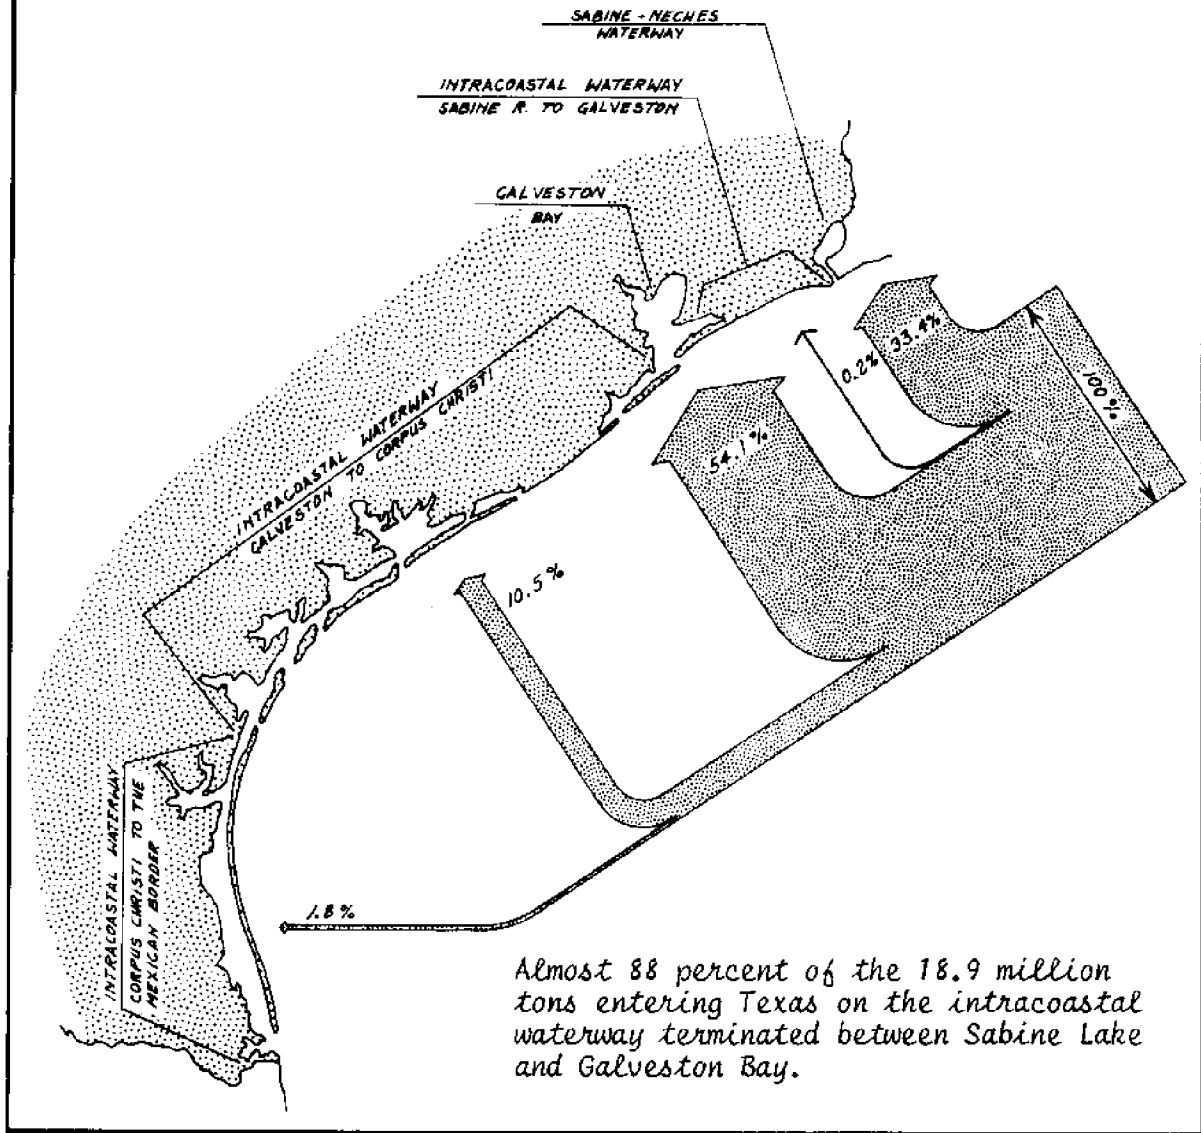 SABINE - NECHES
WATERWAY
INTRACOASTAL WATERWAY
SABINE R. TO GALVESTON
GALVESTON
BAY
33.4%
0.2%
100%
54.1%
INTRACOASTAL WATERWAY
GALVESTON TO CORPUS CHRISTI
10.5%
INTRACOASTAL WATERWAY
CORPUS CHRISTI TO THE
MEXICAN BORDER
1.8%
Almost 88 percent of the 18.9 million
tons entering Texas on the intracoastal
waterway terminated between Sabine Lake
and Galveston Bay.